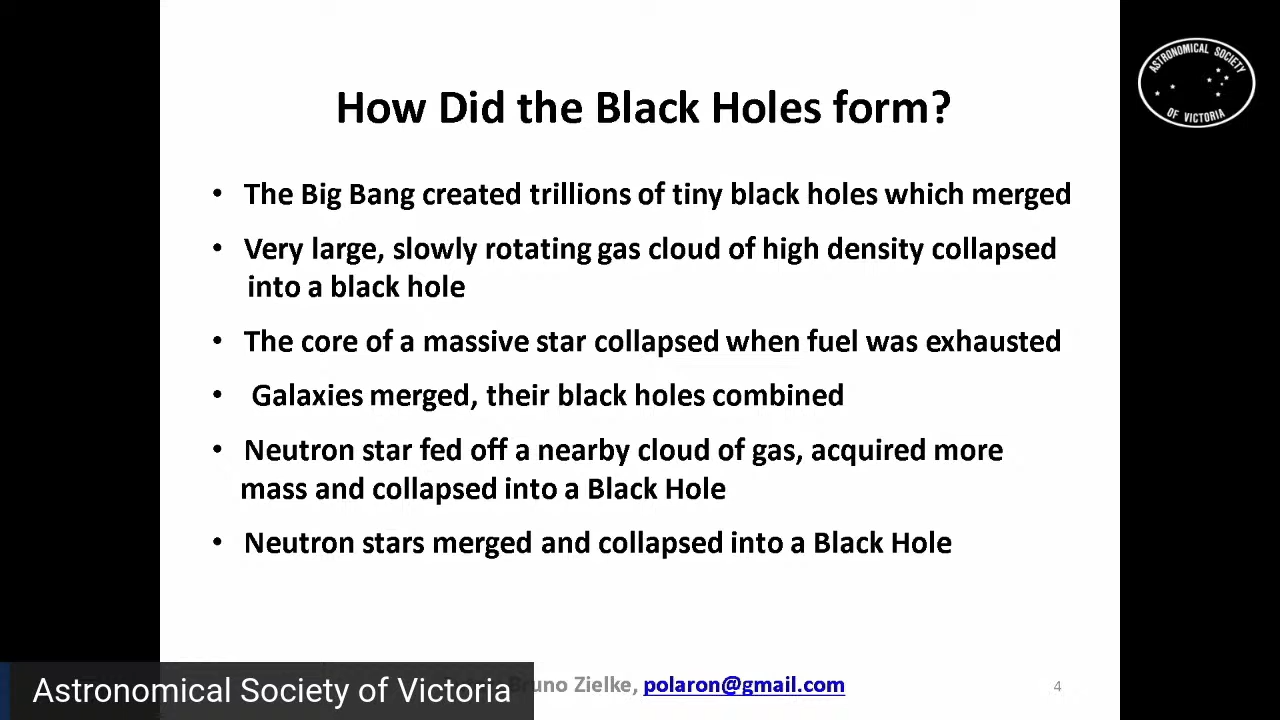 How Did the Black Holes form?
ASTRONOMICAL SOCIETY
OF VICTORIA
• The Big Bang created trillions of tiny black holes which merged
• Very large, slowly rotating gas cloud of high density collapsed
into a black hole
• The core of a massive star collapsed when fuel was exhausted
• Galaxies merged, their black holes combined
• Neutron star fed off a nearby cloud of gas, acquired more
mass and collapsed into a Black Hole
• Neutron stars merged and collapsed into a Black Hole
Astronomical Society of Victoria
Bruno Zielke, polaron@gmail.com
4